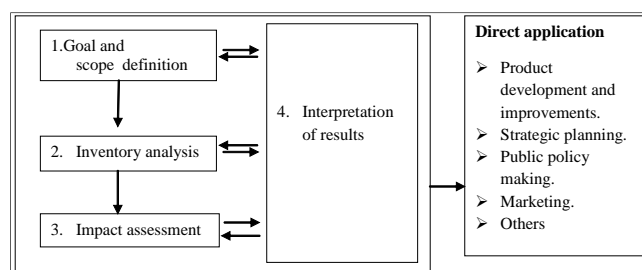 1.Goal and
scope definition
2. Inventory analysis
3. Impact assessment
4. Interpretation
of results
Direct application
➢ Product
development and
improvements.
➢ Strategic planning.
➢ Public policy
making.
➢ Marketing.
➢ Others